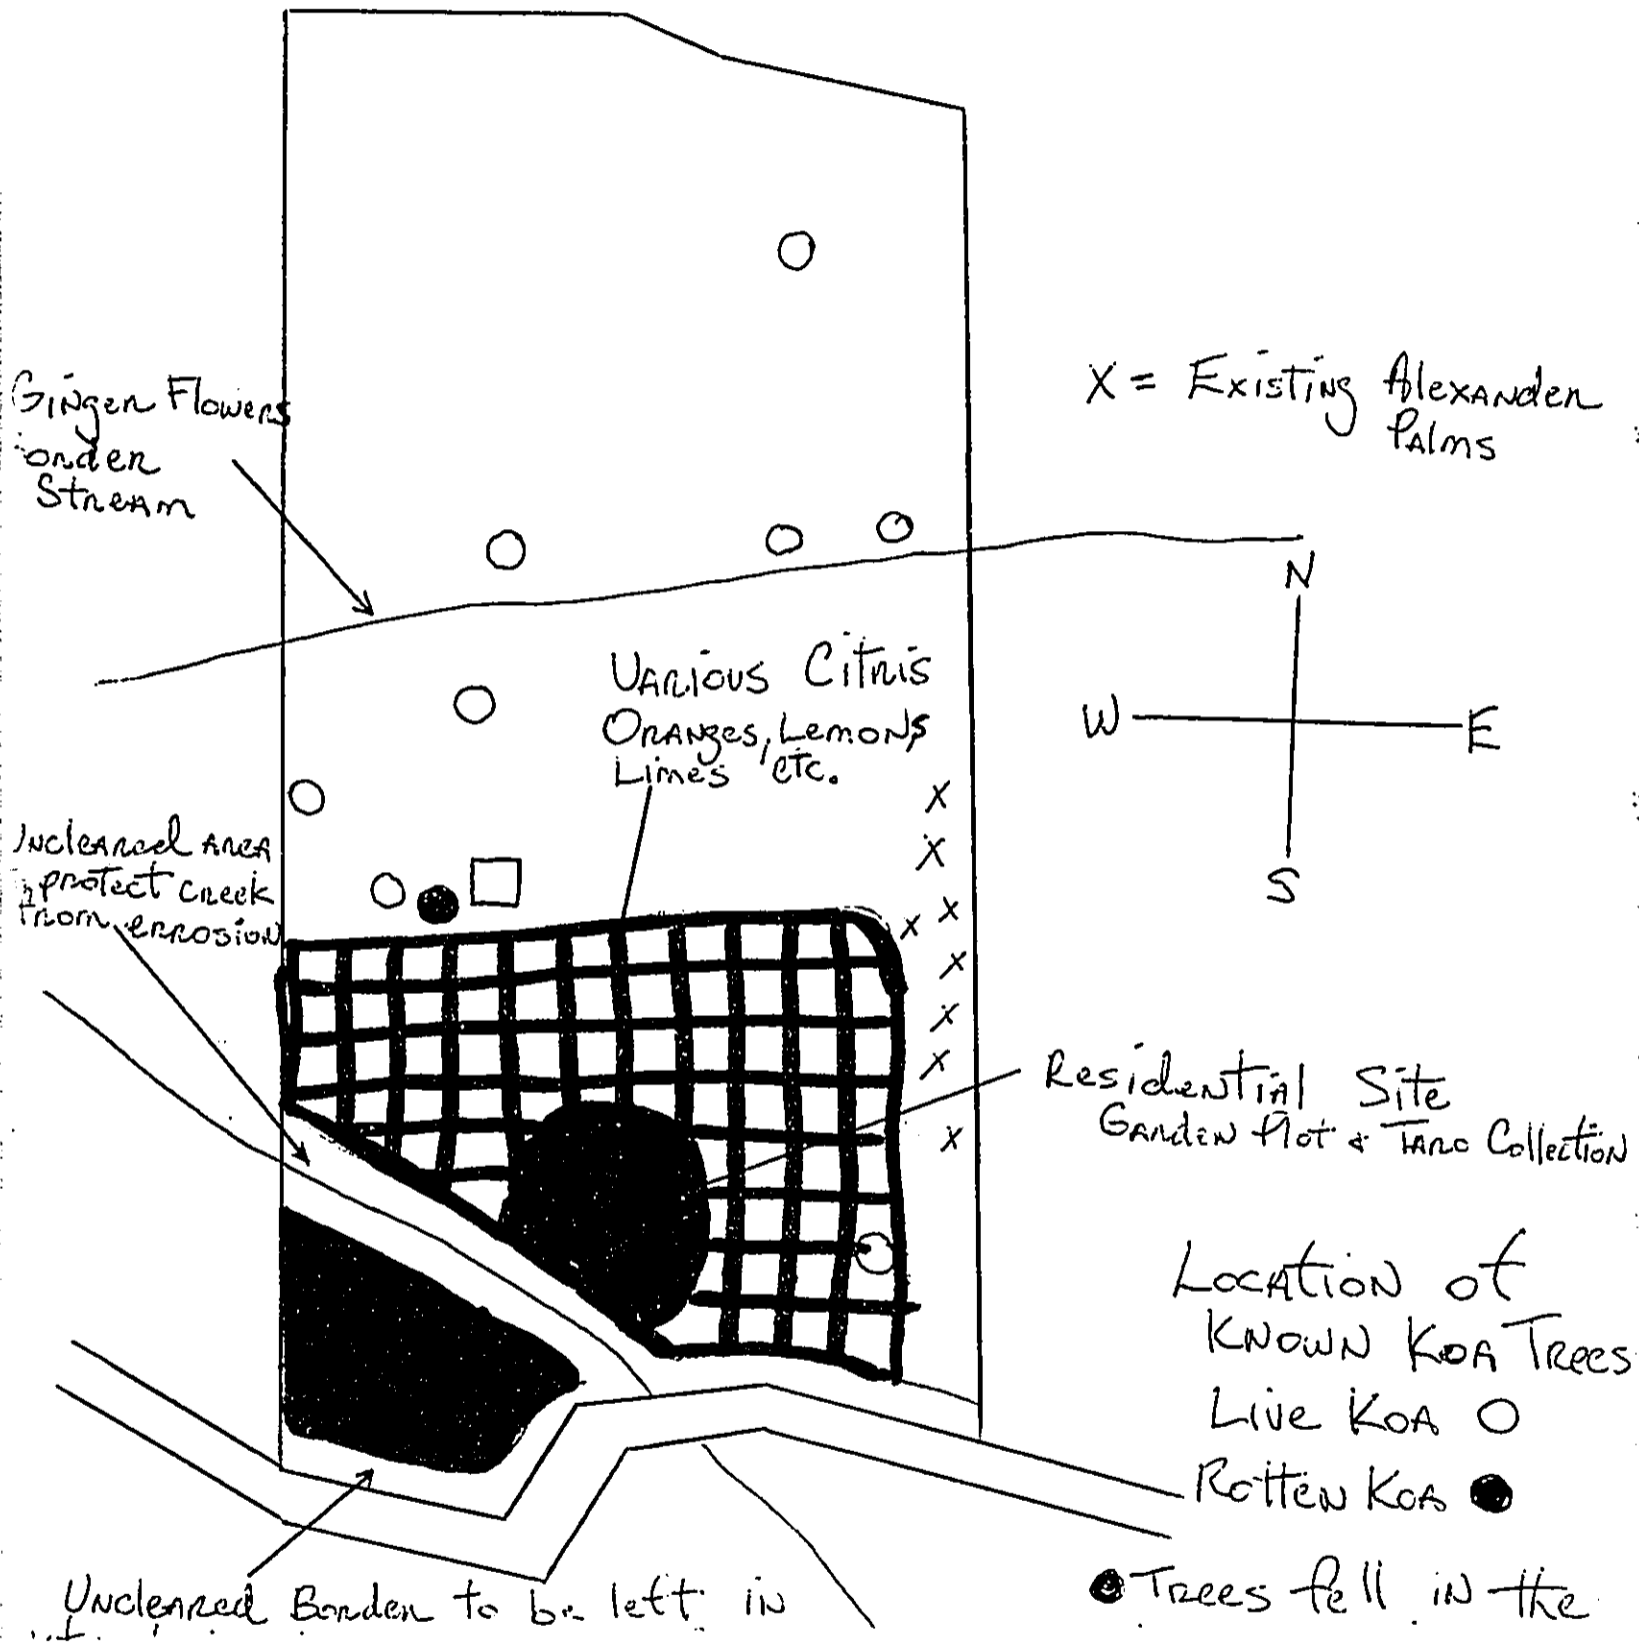 Ginger Flowers
order
Stream
X = Existing Alexander
Palms
N
W
E
S
Various Citris
Oranges, Lemons,
Limes etc.
Uncleared area
protect creek
from errosion
X
X
X
X
X
X
X
X
Residential Site
Garden Plot & Taro Collection
Location of
Known Koa Trees
Live Koa
Rotten Koa
Trees fell in the
Uncleared Border to be left in